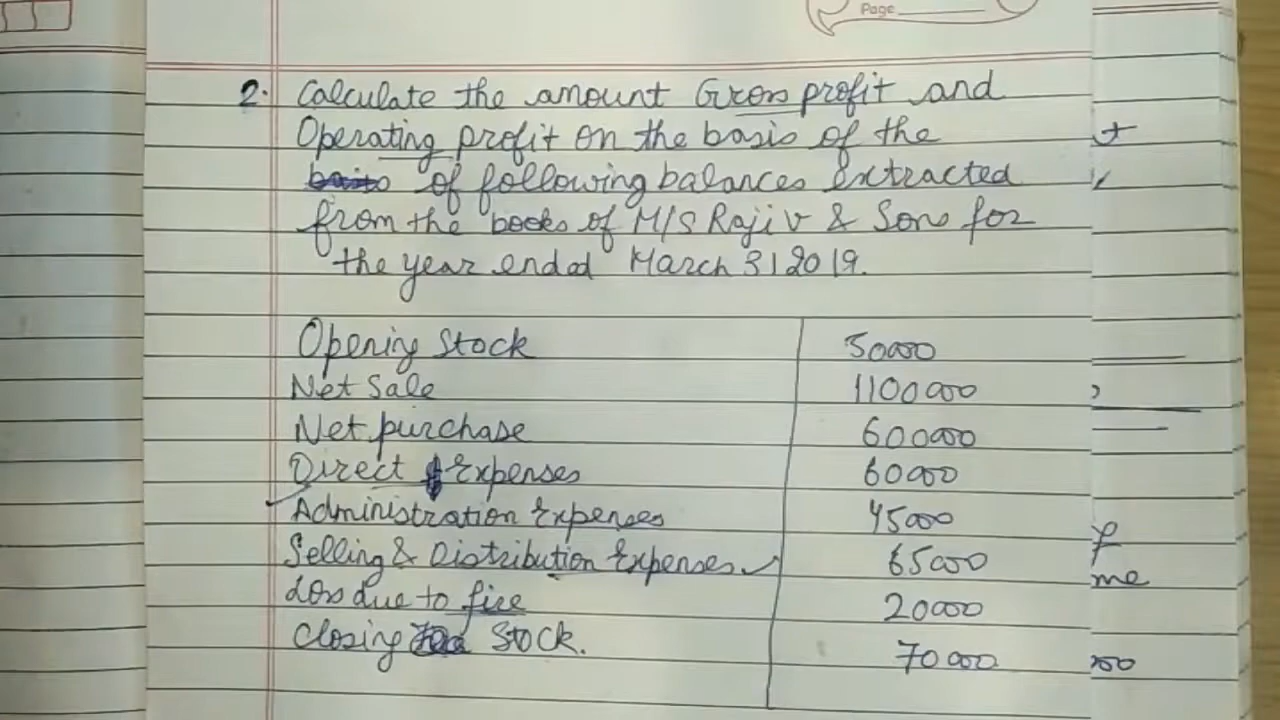 Page
2. Calculate the amount Gross profit and
Operating profit on the basis of the
of following balances extracted
from the books of M/S Rajiv & Sons for
the year ended March 31 2019.
Opening Stock 50000
Net Sale 1100000
Net purchase 600000
Direct Expenses 60000
Administration Expenses 45000
Selling & Distribution Expenses 65000
Loss due to fire 20000
me
Closing Stock. 70000